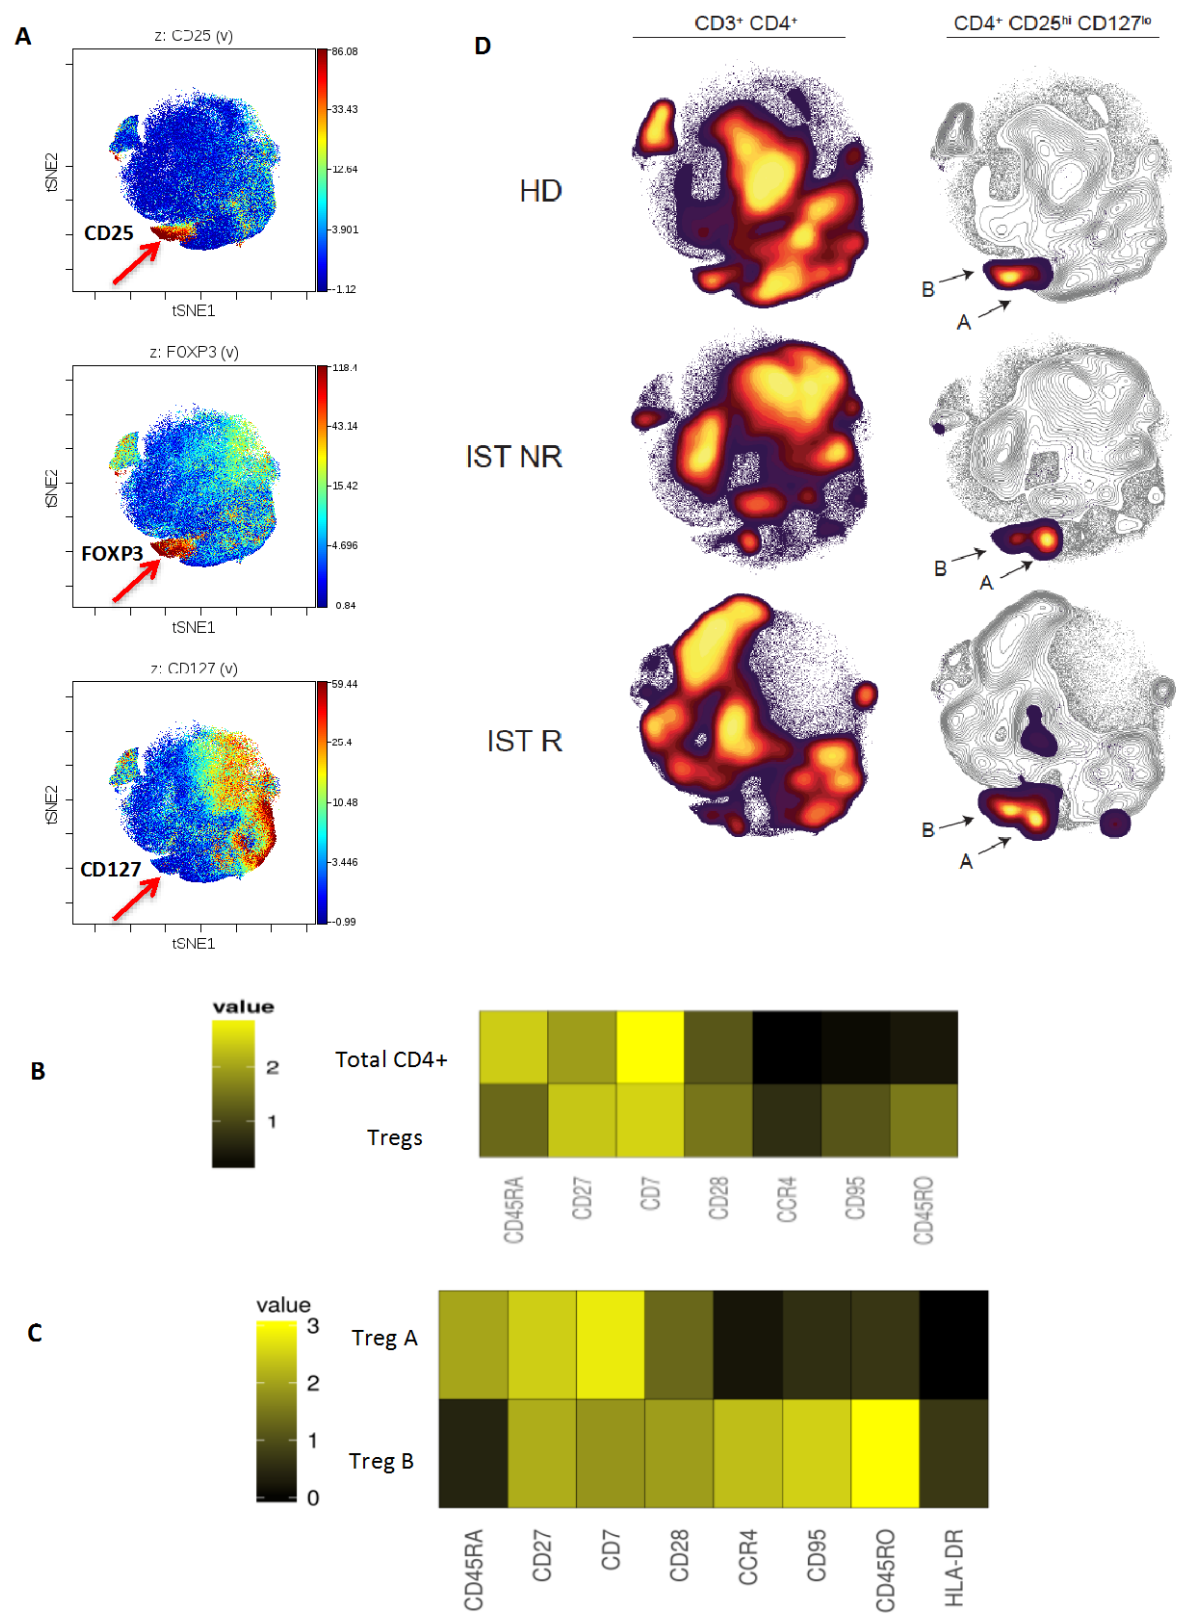 A
z: CD25 (v)
86.08
33.43
12.64
3.901
-1.12
tSNE2
CD25
tSNE1
z: FOXP3 (v)
118.4
43.14
15.42
4.696
0.84
tSNE2
FOXP3
tSNE1
z: CD127 (v)
59.44
25.4
10.48
3.446
-0.99
tSNE2
CD127
tSNE1
D
CD3+ CD4+
CD4+ CD25hi CD127lo
HD
B
A
IST NR
B
A
IST R
B
A
B
value
2
1
Total CD4+
Tregs
CD45RA
CD27
CD7
CD28
CCR4
CD95
CD45RO
C
value
3
2
1
0
Treg A
Treg B
CD45RA
CD27
CD7
CD28
CCR4
CD95
CD45RO
HLA-DR